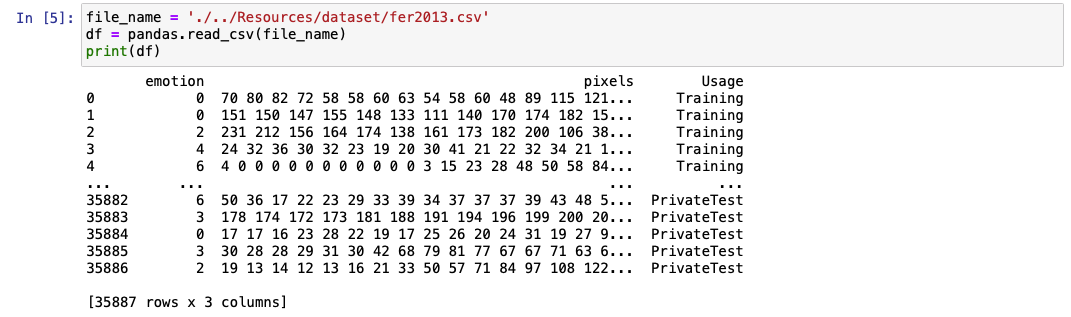 In [5]: file_name = './../Resources/dataset/fer2013.csv'
df = pandas.read_csv(file_name)
print(df)
emotion pixels Usage
0 0 70 80 82 72 58 58 60 63 54 58 60 48 89 115 121... Training
1 0 151 150 147 155 148 133 111 140 170 174 182 15... Training
2 2 231 212 156 164 174 138 161 173 182 200 106 38... Training
3 4 24 32 36 30 32 23 19 20 30 41 21 22 32 34 21 1... Training
4 6 4 0 0 0 0 0 0 0 0 0 0 0 3 15 23 28 48 50 58 84... Training
... ... ... ...
35882 6 50 36 17 22 23 29 33 39 34 37 37 37 39 43 48 5... PrivateTest
35883 3 178 174 172 173 181 188 191 194 196 199 200 20... PrivateTest
35884 0 17 17 16 23 28 22 19 17 25 26 20 24 31 19 27 9... PrivateTest
35885 3 30 28 28 29 31 30 42 68 79 81 77 67 67 71 63 6... PrivateTest
35886 2 19 13 14 12 13 16 21 33 50 57 71 84 97 108 122... PrivateTest
[35887 rows x 3 columns]